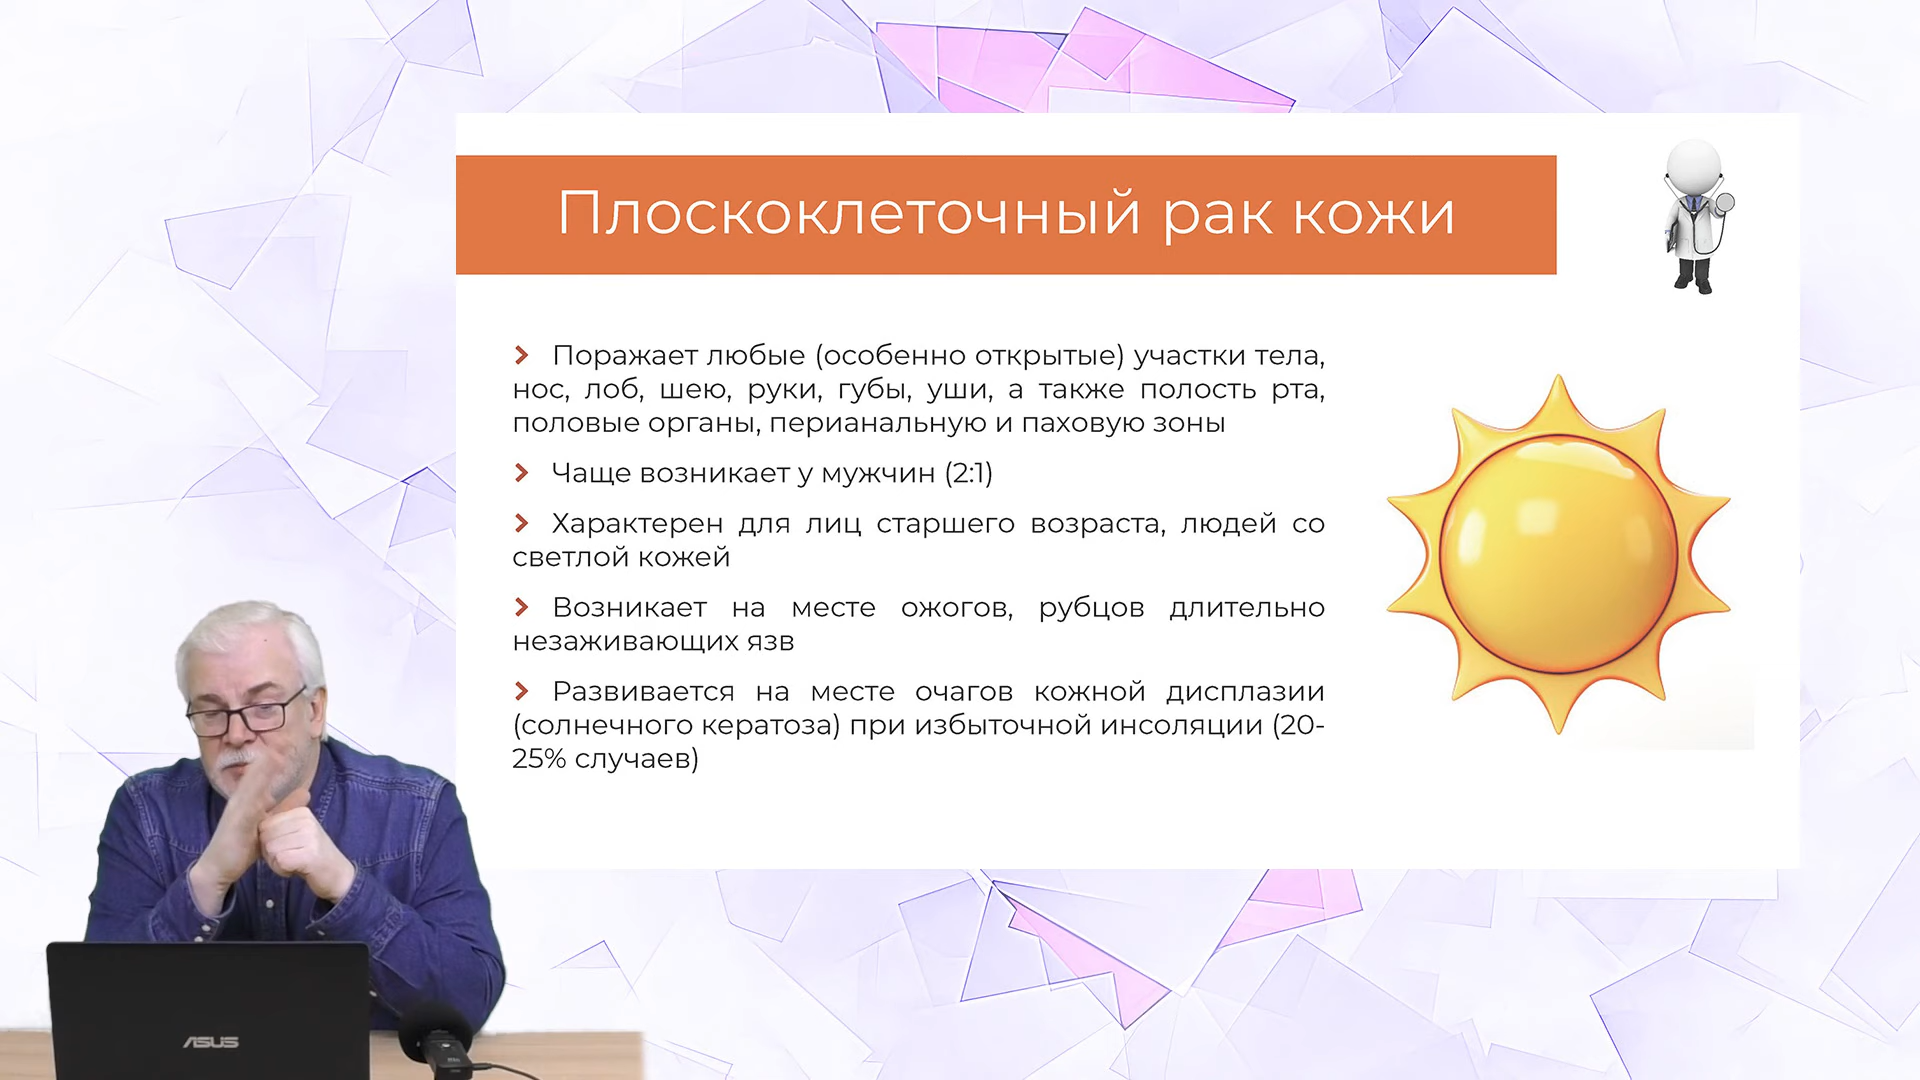 Плоскоклеточный рак кожи
Поражает любые (особенно открытые) участки тела,
нос, лоб, шею, руки, губы, уши, а также полость рта,
половые органы, перианальную и паховую зоны
Чаще возникает у мужчин (2:1)
Характерен для лиц старшего возраста, людей со
светлой кожей
Возникает на месте ожогов, рубцов длительно
незаживающих язв
Развивается на месте очагов кожной дисплазии
(солнечного кератоза) при избыточной инсоляции (20-
25% случаев)
ASUS